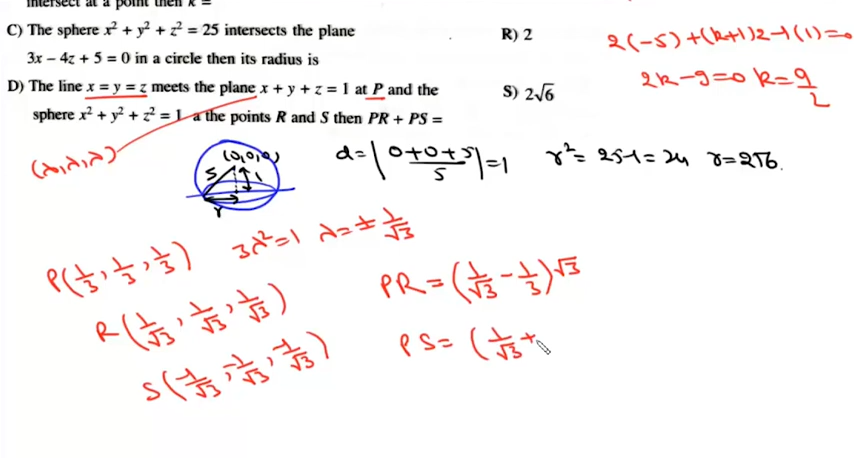 intersect at a point then k =
C) The sphere x² + y² + z² = 25 intersects the plane
3x − 4z + 5 = 0 in a circle then its radius is
R) 2
2(-5)+(k+1)2-1(1)=0
2k-9=0 k=9/2
D) The line x = y = z meets the plane x + y + z = 1 at P and the
sphere x² + y² + z² = 1 a the points R and S then PR + PS =
S) 2√6
(λ,λ,λ)
(0,0,0)
5 1
r
d=|0+0+5/5|=1 r²=25-1=24 r=2√6.
3λ²=1 λ=±1/√3
P(1/3, 1/3, 1/3)
R(1/√3, 1/√3, 1/√3)
S(-1/√3, -1/√3, -1/√3)
PR=(1/√3-1/3)√3
PS=(1/√3+